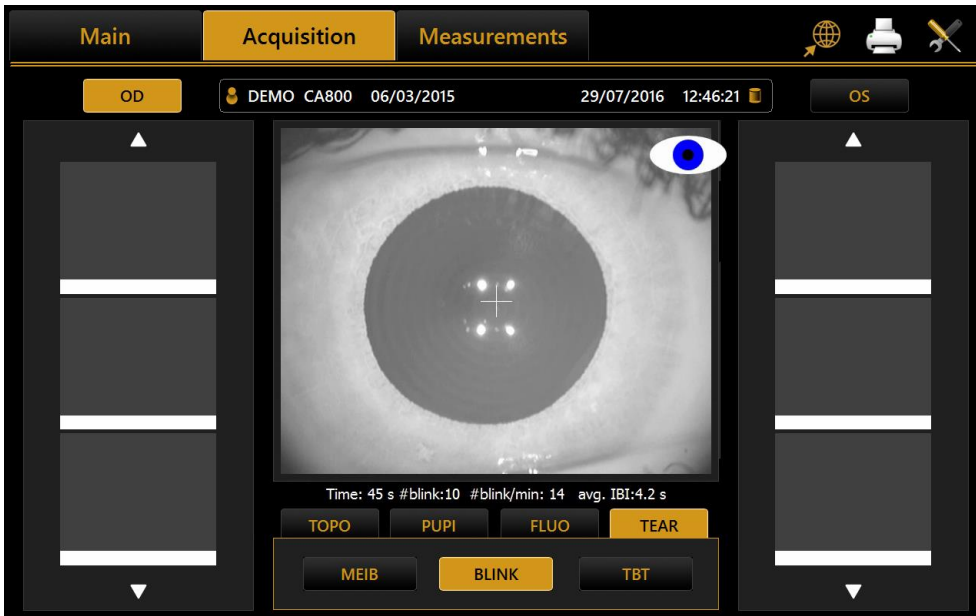 Main Acquisition Measurements
OD DEMO CA800 06/03/2015 29/07/2016 12:46:21 OS
Time: 45 s #blink:10 #blink/min: 14 avg. IBI:4.2 s
TOPO PUPI FLUO TEAR
MEIB BLINK TBT